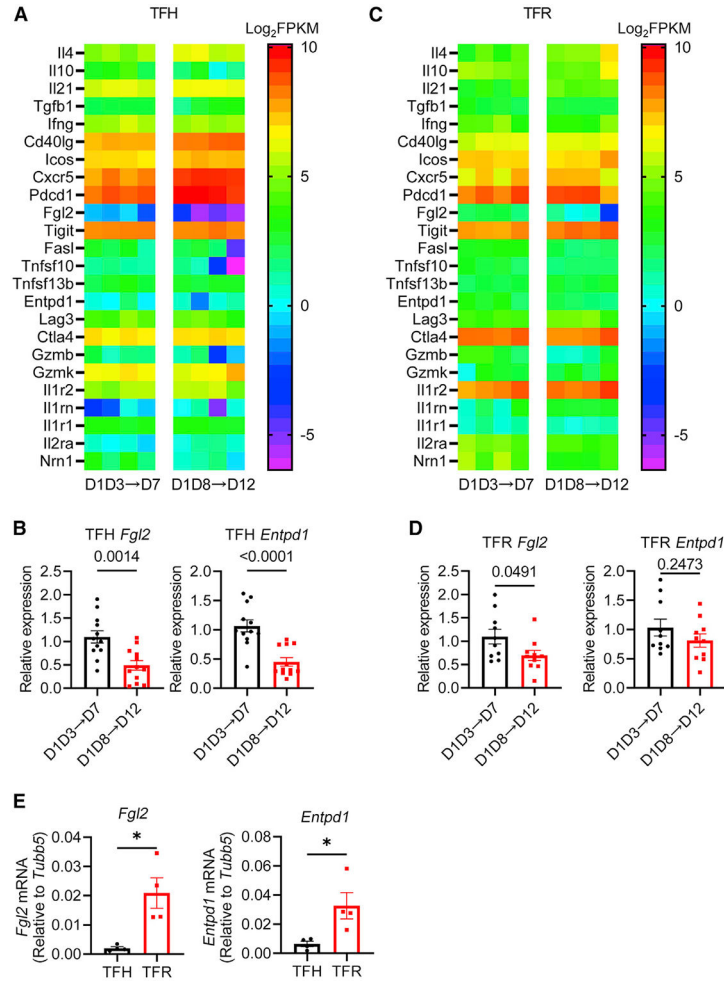 A
TFH
Log2FPKM
Il4
Il10
Il21
Tgfb1
Ifng
Cd40lg
Icos
Cxcr5
Pdcd1
Fgl2
Tigit
Fasl
Tnfsf10
Tnfsf13b
Entpd1
Lag3
Ctla4
Gzmb
Gzmk
Il1r2
Il1rn
Il1r1
Il2ra
Nrn1
10
5
0
-5
D1D3→D7
D1D8→D12
C
TFR
Log2FPKM
Il4
Il10
Il21
Tgfb1
Ifng
Cd40lg
Icos
Cxcr5
Pdcd1
Fgl2
Tigit
Fasl
Tnfsf10
Tnfsf13b
Entpd1
Lag3
Ctla4
Gzmb
Gzmk
Il1r2
Il1rn
Il1r1
Il2ra
Nrn1
10
5
0
-5
D1D3→D7
D1D8→D12
B
TFH Fgl2
0.0014
Relative expression
2.5
2.0
1.5
1.0
0.5
0.0
D1D3→D7
D1D8→D12
TFH Entpd1
<0.0001
Relative expression
2.0
1.5
1.0
0.5
0.0
D1D3→D7
D1D8→D12
D
TFR Fgl2
0.0491
Relative expression
2.5
2.0
1.5
1.0
0.5
0.0
D1D3→D7
D1D8→D12
TFR Entpd1
0.2473
Relative expression
2.0
1.5
1.0
0.5
0.0
D1D3→D7
D1D8→D12
E
Fgl2
*
Fgl2 mRNA
(Relative to Tubb5)
0.04
0.03
0.02
0.01
0.00
TFH
TFR
Entpd1
*
Entpd1 mRNA
(Relative to Tubb5)
0.08
0.06
0.04
0.02
0.00
TFH
TFR